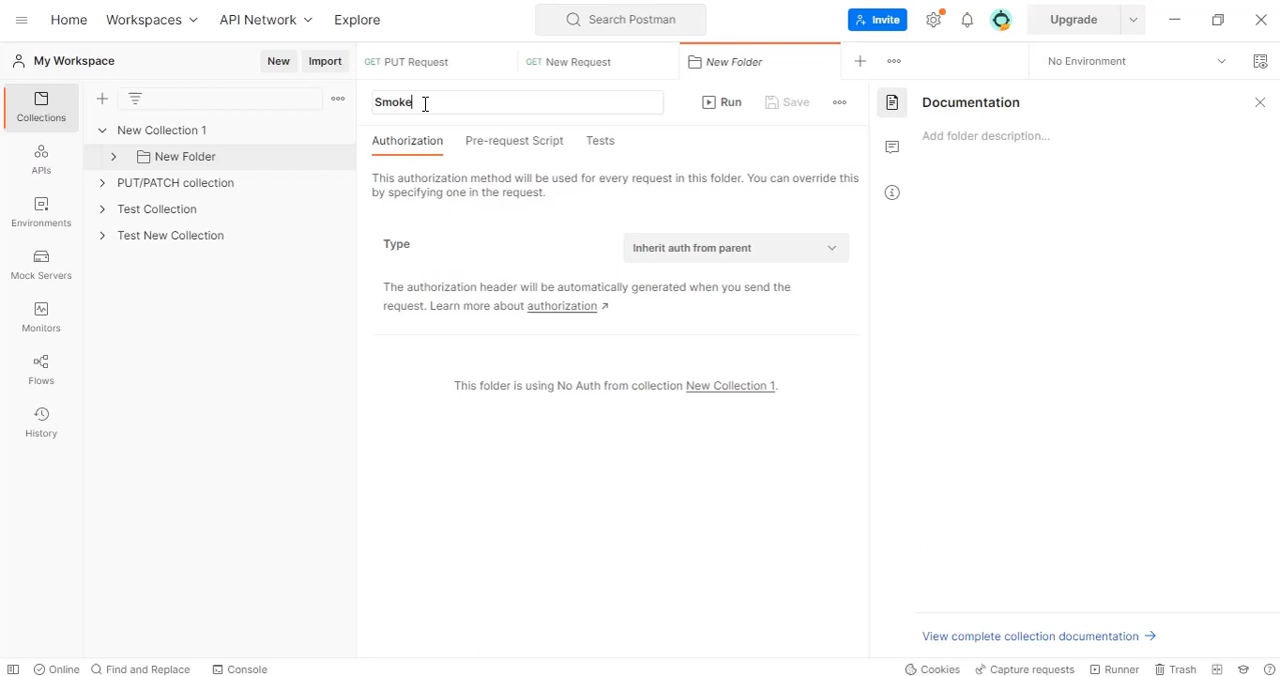 Home Workspaces API Network Explore Search Postman Invite Upgrade
My Workspace New Import GET PUT Request GET New Request New Folder No Environment
Collections
APIs
Environments
Mock Servers
Monitors
Flows
History
New Collection 1
New Folder
PUT/PATCH collection
Test Collection
Test New Collection
Smoke Run Save
Authorization Pre-request Script Tests
This authorization method will be used for every request in this folder. You can override this
by specifying one in the request.
Type Inherit auth from parent
The authorization header will be automatically generated when you send the
request. Learn more about authorization ↗
This folder is using No Auth from collection New Collection 1.
Documentation
Add folder description...
View complete collection documentation →
Online Find and Replace Console Cookies Capture requests Runner Trash